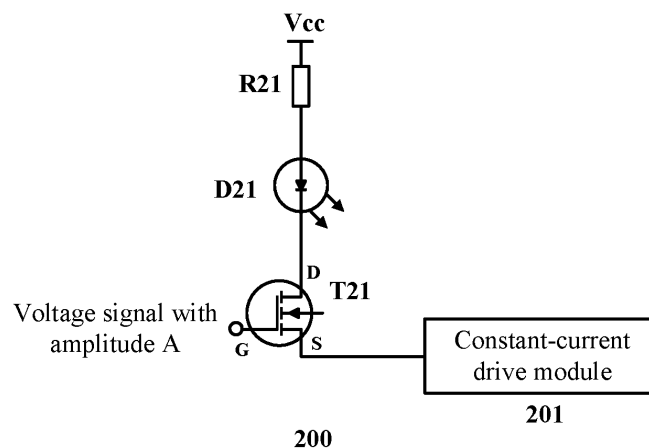 Vcc
R21
D21
D
T21
Voltage signal with
amplitude A
G
S
Constant-current
drive module
201
200